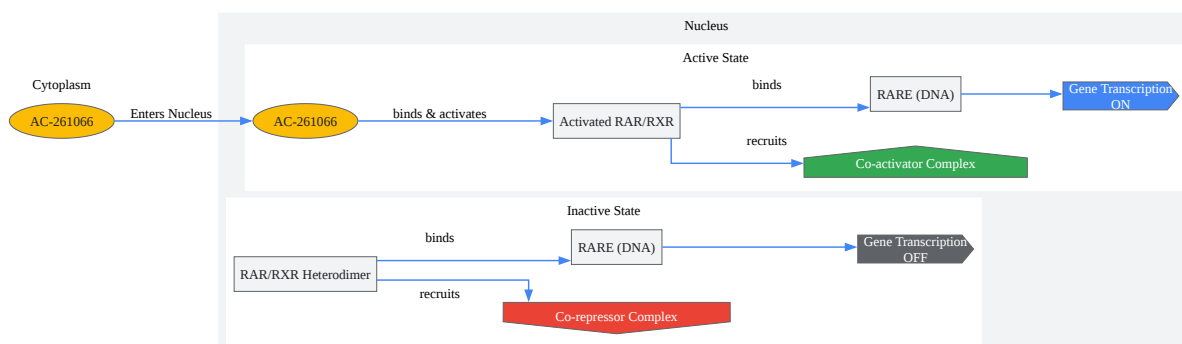 Nucleus
Active State
Cytoplasm
AC-261066
Enters Nucleus
AC-261066
binds & activates
Activated RAR/RXR
binds
RARE (DNA)
Gene Transcription
ON
recruits
Co-activator Complex
Inactive State
RAR/RXR Heterodimer
binds
RARE (DNA)
Gene Transcription
OFF
recruits
Co-repressor Complex